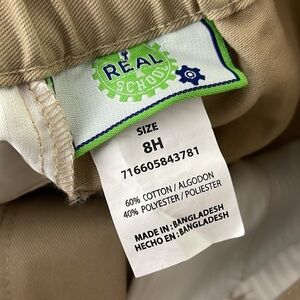 REAL
SCHOOL
SIZE
8H
716605843781
60% COTTON / ALGODON
40% POLYESTER / POLIESTER
MADE IN : BANGLADESH
HECHO EN : BANGLADESH